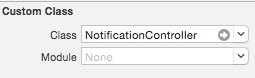 Custom Class
Class NotificationController
Module None